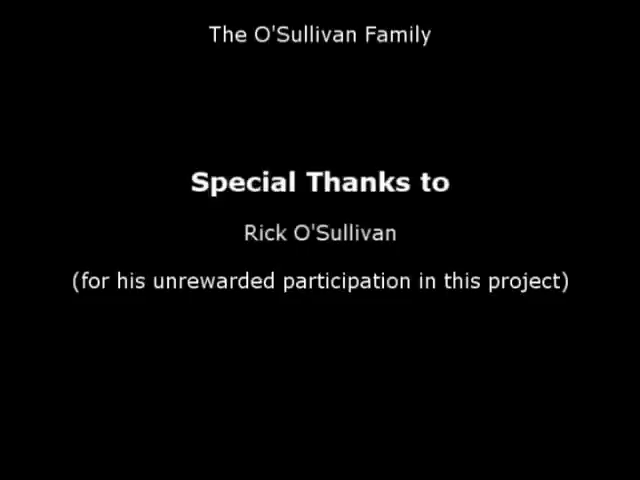 The O'Sullivan Family
Special Thanks to
Rick O'Sullivan
(for his unrewarded participation in this project)